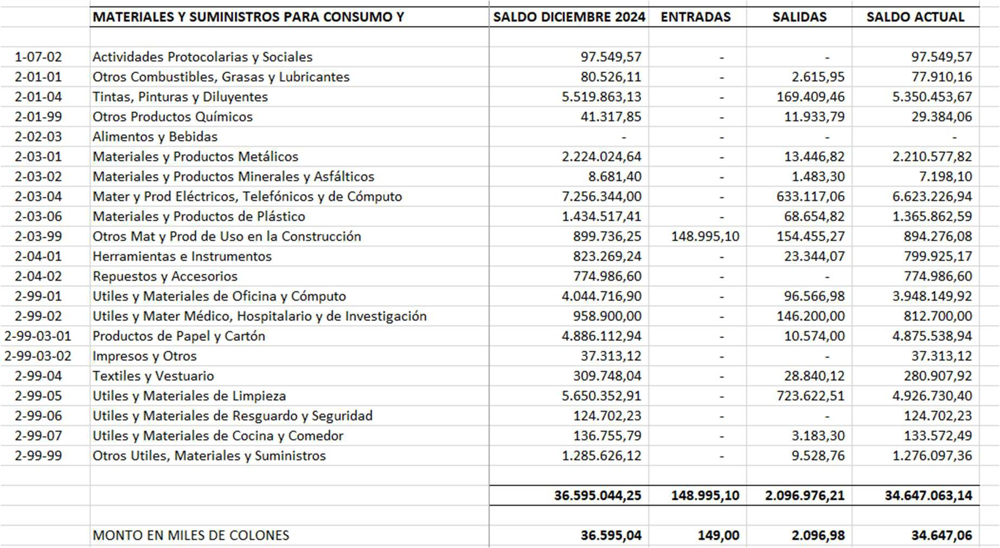 MATERIALES Y SUMINISTROS PARA CONSUMO Y SALDO DICIEMBRE 2024 ENTRADAS SALIDAS SALDO ACTUAL
1-07-02 Actividades Protocolarias y Sociales 97.549,57 - - 97.549,57
2-01-01 Otros Combustibles, Grasas y Lubricantes 80.526,11 - 2.615,95 77.910,16
2-01-04 Tintas, Pinturas y Diluyentes 5.519.863,13 - 169.409,46 5.350.453,67
2-01-99 Otros Productos Químicos 41.317,85 - 11.933,79 29.384,06
2-02-03 Alimentos y Bebidas - - - -
2-03-01 Materiales y Productos Metálicos 2.224.024,64 - 13.446,82 2.210.577,82
2-03-02 Materiales y Productos Minerales y Asfálticos 8.681,40 - 1.483,30 7.198,10
2-03-04 Mater y Prod Eléctricos, Telefónicos y de Cómputo 7.256.344,00 - 633.117,06 6.623.226,94
2-03-06 Materiales y Productos de Plástico 1.434.517,41 - 68.654,82 1.365.862,59
2-03-99 Otros Mat y Prod de Uso en la Construcción 899.736,25 148.995,10 154.455,27 894.276,08
2-04-01 Herramientas e Instrumentos 823.269,24 - 23.344,07 799.925,17
2-04-02 Repuestos y Accesorios 774.986,60 - - 774.986,60
2-99-01 Utiles y Materiales de Oficina y Cómputo 4.044.716,90 - 96.566,98 3.948.149,92
2-99-02 Utiles y Mater Médico, Hospitalario y de Investigación 958.900,00 - 146.200,00 812.700,00
2-99-03-01 Productos de Papel y Cartón 4.886.112,94 - 10.574,00 4.875.538,94
2-99-03-02 Impresos y Otros 37.313,12 - - 37.313,12
2-99-04 Textiles y Vestuario 309.748,04 - 28.840,12 280.907,92
2-99-05 Utiles y Materiales de Limpieza 5.650.352,91 - 723.622,51 4.926.730,40
2-99-06 Utiles y Materiales de Resguardo y Seguridad 124.702,23 - - 124.702,23
2-99-07 Utiles y Materiales de Cocina y Comedor 136.755,79 - 3.183,30 133.572,49
2-99-99 Otros Utiles, Materiales y Suministros 1.285.626,12 - 9.528,76 1.276.097,36
36.595.044,25 148.995,10 2.096.976,21 34.647.063,14
MONTO EN MILES DE COLONES 36.595,04 149,00 2.096,98 34.647,06